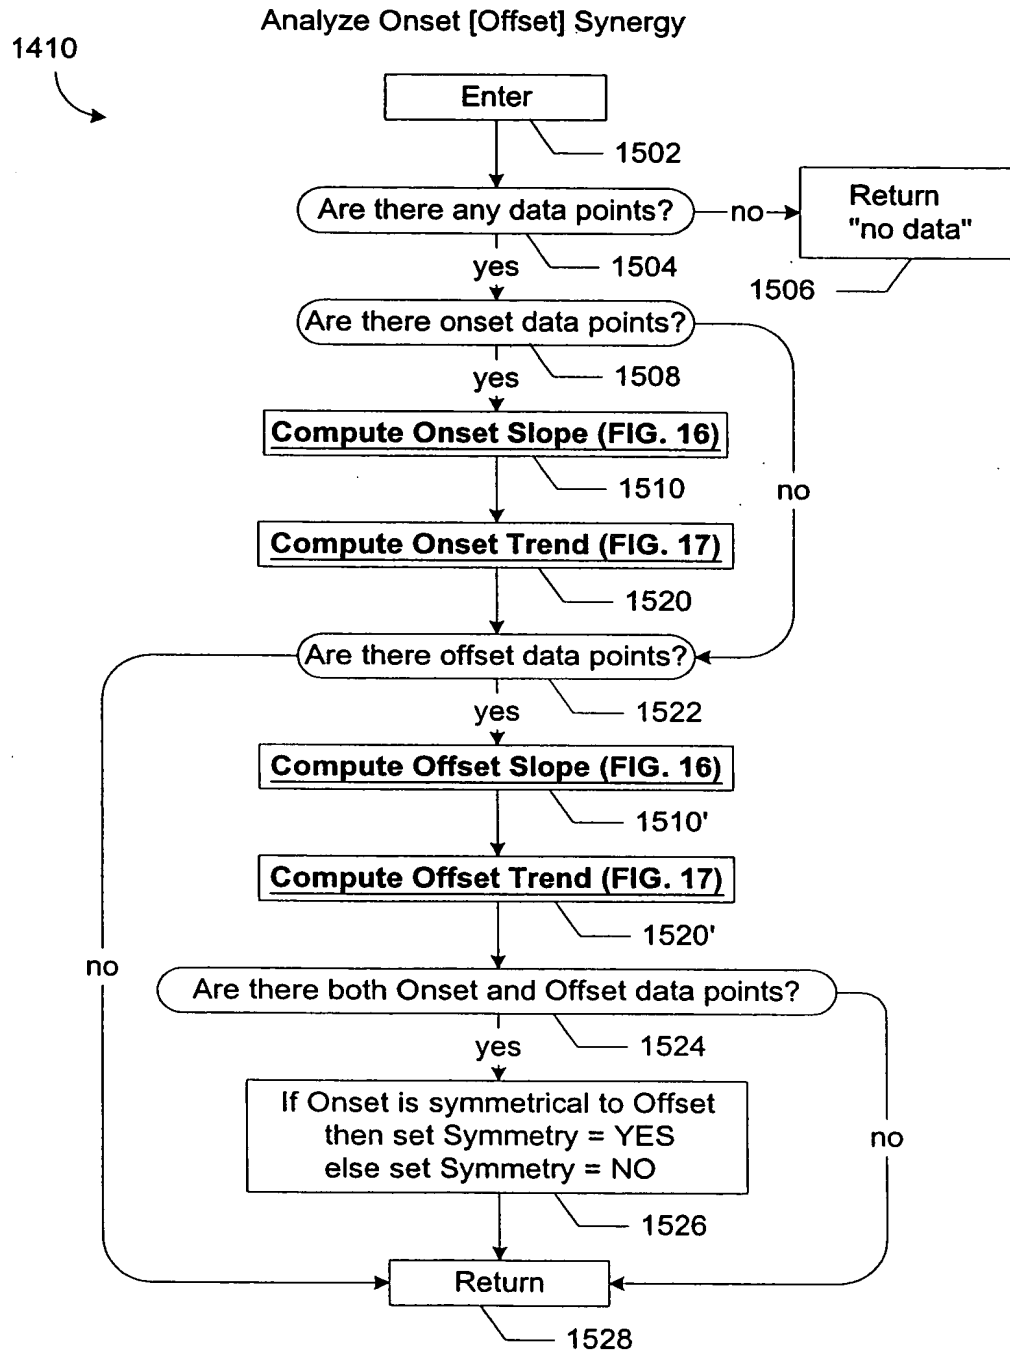 Analyze Onset [Offset] Synergy
1410
Enter
1502
Are there any data points?
no
Return
"no data"
1504
yes
1506
Are there onset data points?
1508
yes
Compute Onset Slope (FIG. 16)
1510
no
Compute Onset Trend (FIG. 17)
1520
Are there offset data points?
1522
yes
Compute Offset Slope (FIG. 16)
1510'
Compute Offset Trend (FIG. 17)
1520'
no
Are there both Onset and Offset data points?
1524
yes
If Onset is symmetrical to Offset
then set Symmetry = YES
else set Symmetry = NO
no
1526
Return
1528